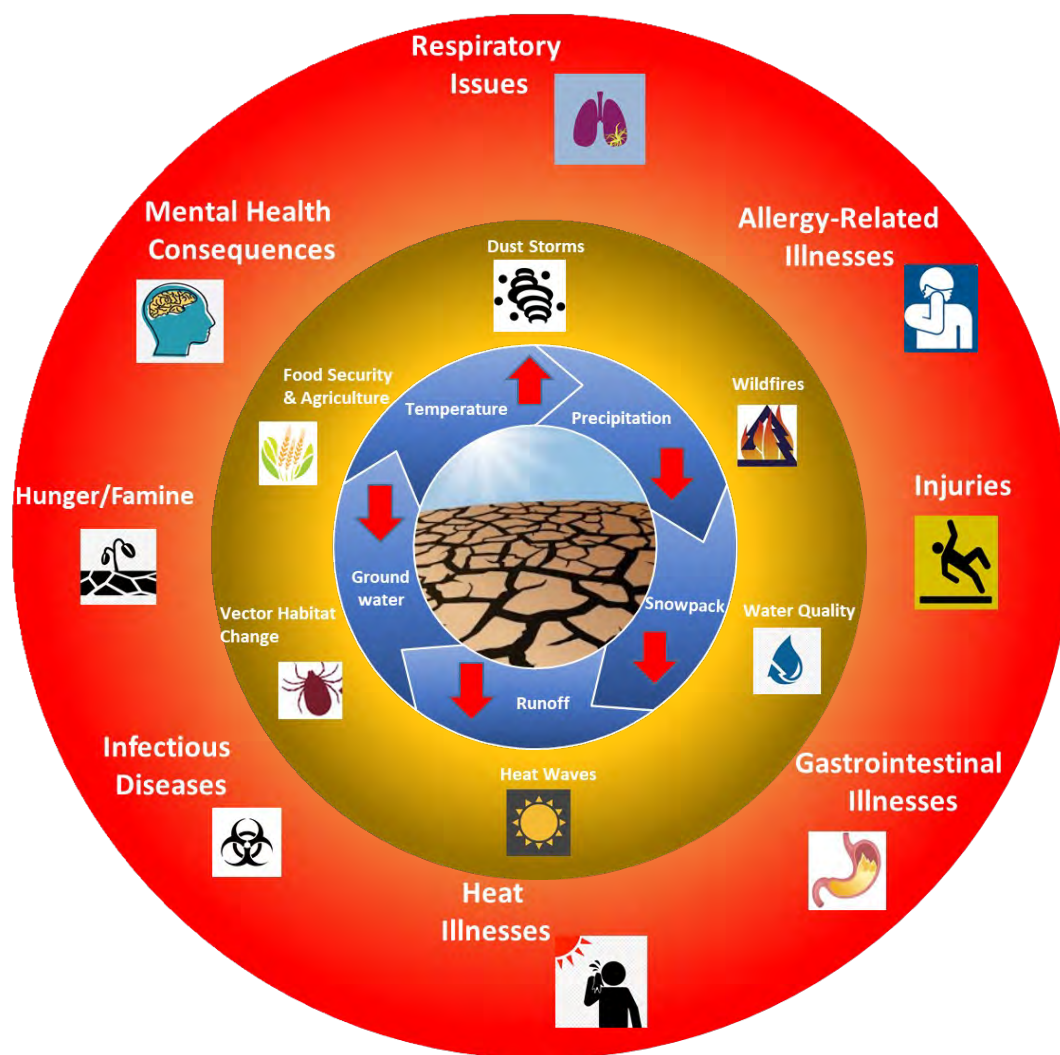 Respiratory
Issues
Mental Health
Consequences
Allergy-Related
Illnesses
Dust Storms
Food Security
& Agriculture
Wildfires
Temperature
Precipitation
Hunger/Famine
Injuries
Ground
water
Snowpack
Vector Habitat
Change
Water Quality
Runoff
Infectious
Diseases
Heat Waves
Gastrointestinal
Illnesses
Heat
Illnesses